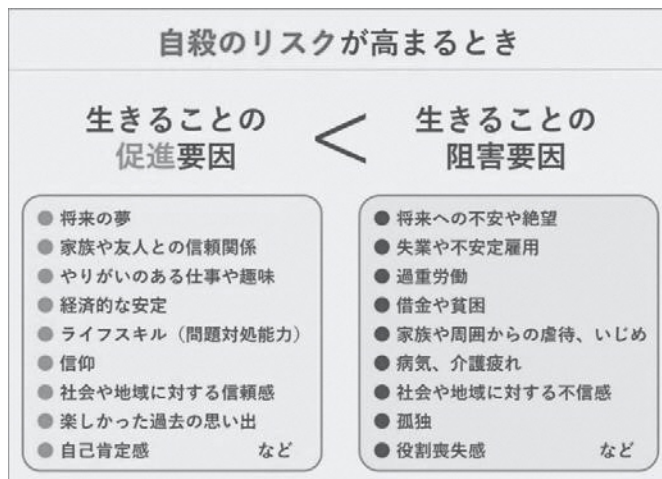 自殺のリスクが高まるとき
生きることの
促進要因
<
生きることの
阻害要因
● 将来の夢
● 家族や友人との信頼関係
● やりがいのある仕事や趣味
● 経済的な安定
● ライフスキル（問題対処能力）
● 信仰
● 社会や地域に対する信頼感
● 楽しかった過去の思い出
● 自己肯定感 など
● 将来への不安や絶望
● 失業や不安定雇用
● 過重労働
● 借金や貧困
● 家族や周囲からの虐待、いじめ
● 病気、介護疲れ
● 社会や地域に対する不信感
● 孤独
● 役割喪失感 など